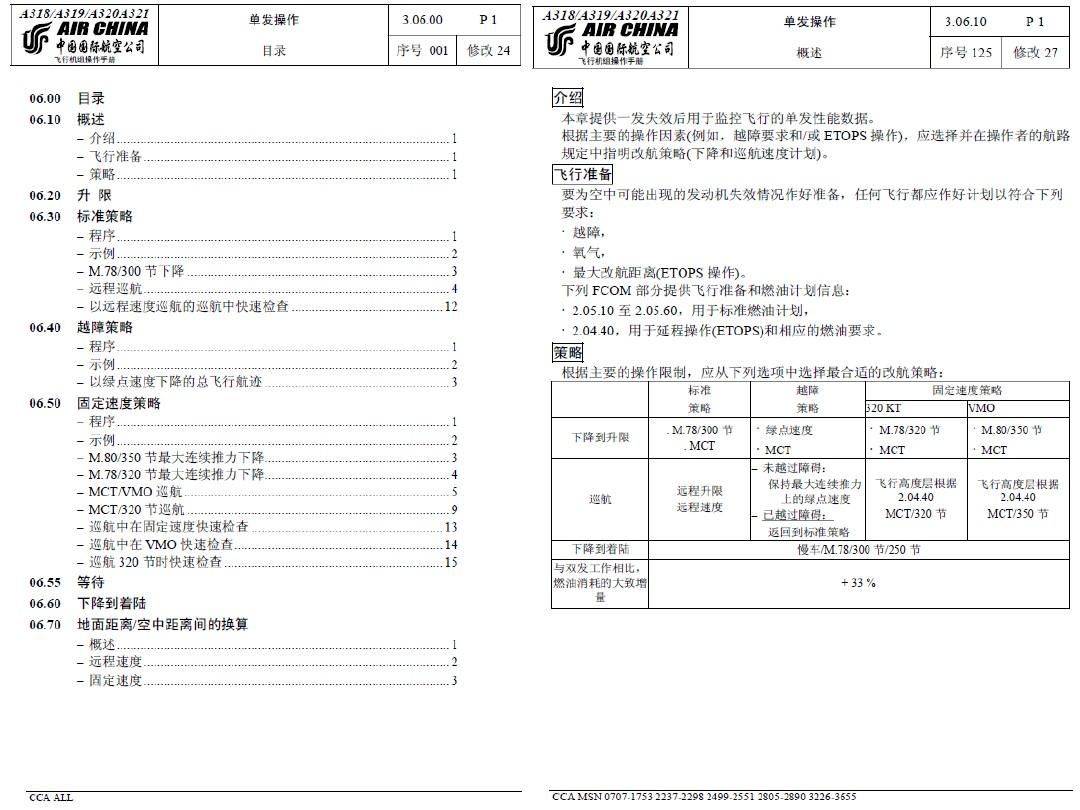 A318/A319/A320A321
AIR CHINA
中国国际航空公司
飞行机组操作手册
单发操作
目录
3.06.00 P 1
序号 001 修改 24
06.00 目录
06.10 概述
– 介绍 1
– 飞行准备 1
– 策略 1
06.20 升 限
06.30 标准策略
– 程序 1
– 示例 2
– M.78/300 节下降 3
– 远程巡航 4
– 以远程速度巡航的巡航中快速检查 12
06.40 越障策略
– 程序 1
– 示例 2
– 以绿点速度下降的总飞行航迹 3
06.50 固定速度策略
– 程序 1
– 示例 2
– M.80/350 节最大连续推力下降 3
– M.78/320 节最大连续推力下降 4
– MCT/VMO 巡航 5
– MCT/320 节巡航 9
– 巡航中在固定速度快速检查 13
– 巡航中在 VMO 快速检查 14
– 巡航 320 节时快速检查 15
06.55 等待
06.60 下降到着陆
06.70 地面距离/空中距离间的换算
– 概述 1
– 远程速度 2
– 固定速度 3
CCA ALL
A318/A319/A320A321
AIR CHINA
中国国际航空公司
飞行机组操作手册
单发操作
概述
3.06.10 P 1
序号 125 修改 27
介绍
本章提供一发失效后用于监控飞行的单发性能数据。
根据主要的操作因素(例如，越障要求和/或 ETOPS 操作)，应选择并在操作者的航路
规定中指明改航策略(下降和巡航速度计划)。
飞行准备
要为空中可能出现的发动机失效情况作好准备，任何飞行都应作好计划以符合下列
要求：
· 越障，
· 氧气，
· 最大改航距离(ETOPS 操作)。
下列 FCOM 部分提供飞行准备和燃油计划信息：
· 2.05.10 至 2.05.60，用于标准燃油计划，
· 2.04.40，用于延程操作(ETOPS)和相应的燃油要求。
策略
根据主要的操作限制，应从下列选项中选择最合适的改航策略：
标准
策略
越障
策略
固定速度策略
320 KT VMO
下降到升限
. M.78/300 节
. MCT
· 绿点速度
· MCT
· M.78/320 节
· MCT
· M.80/350 节
· MCT
巡航
远程升限
远程速度
– 未越过障碍：
保持最大连续推力
上的绿点速度
– 已越过障碍：
返回到标准策略
飞行高度层根据
2.04.40
MCT/320 节
飞行高度层根据
2.04.40
MCT/350 节
下降到着陆 慢车/M.78/300 节/250 节
与双发工作相比，
燃油消耗的大致增
量
+ 33 %
CCA MSN 0707-1753 2237-2298 2499-2551 2805-2890 3226-3655